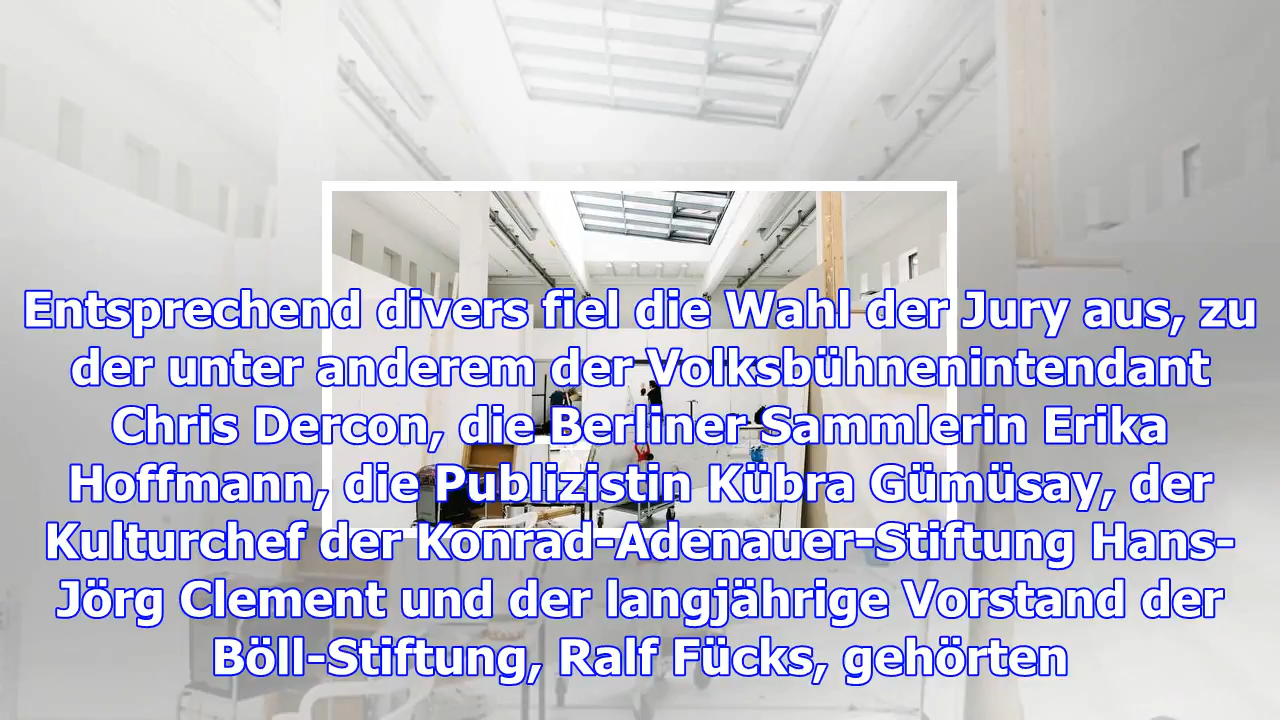 Entsprechend divers fiel die Wahl der Jury aus, zu
der unter anderem der Volksbühnenintendant
Chris Dercon, die Berliner Sammlerin Erika
Hoffmann, die Publizistin Kübra Gümüsay, der
Kulturchef der Konrad-Adenauer-Stiftung Hans-
Jörg Clement und der langjährige Vorstand der
Böll-Stiftung, Ralf Fücks, gehörten